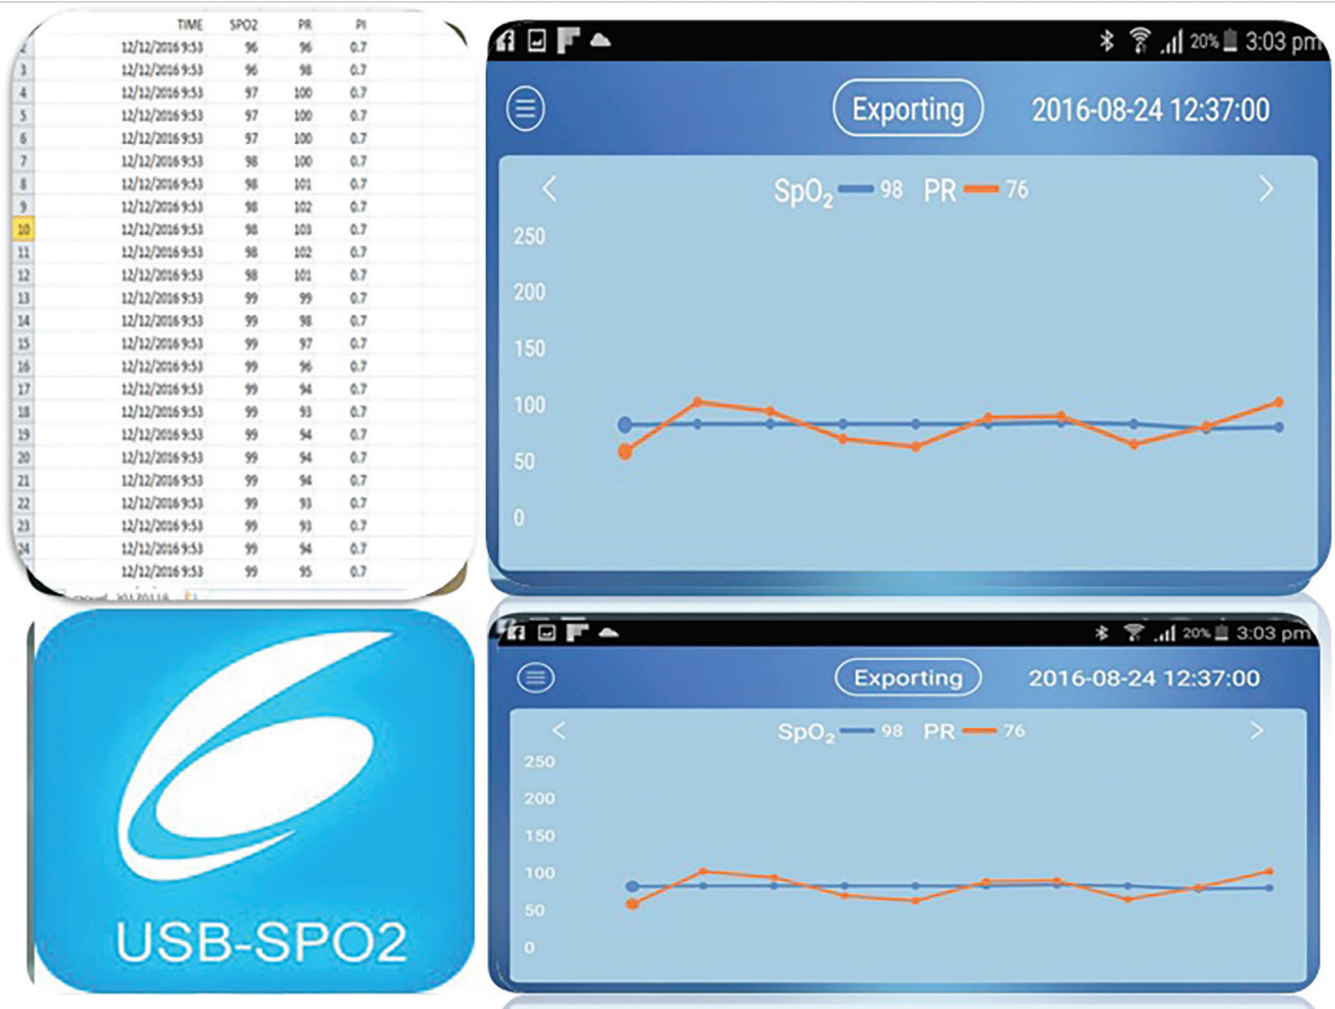 TIME SPO2 PR PI
2 12/12/2016 9:53 96 96 0.7
3 12/12/2016 9:53 96 98 0.7
4 12/12/2016 9:53 97 100 0.7
5 12/12/2016 9:53 97 100 0.7
6 12/12/2016 9:53 97 100 0.7
7 12/12/2016 9:53 98 100 0.7
8 12/12/2016 9:53 98 101 0.7
9 12/12/2016 9:53 98 102 0.7
10 12/12/2016 9:53 98 103 0.7
11 12/12/2016 9:53 98 102 0.7
12 12/12/2016 9:53 98 101 0.7
13 12/12/2016 9:53 99 99 0.7
14 12/12/2016 9:53 99 98 0.7
15 12/12/2016 9:53 99 97 0.7
16 12/12/2016 9:53 99 96 0.7
17 12/12/2016 9:53 99 94 0.7
18 12/12/2016 9:53 99 93 0.7
19 12/12/2016 9:53 99 94 0.7
20 12/12/2016 9:53 99 94 0.7
21 12/12/2016 9:53 99 94 0.7
22 12/12/2016 9:53 99 93 0.7
23 12/12/2016 9:53 99 93 0.7
24 12/12/2016 9:53 99 94 0.7
12/12/2016 9:53 99 95 0.7
20% 3:03 pm
Exporting 2016-08-24 12:37:00
SpO₂ 98 PR 76
250
200
150
100
50
0
USB-SPO2
20% 3:03 pm
Exporting 2016-08-24 12:37:00
SpO₂ 98 PR 76
250
200
150
100
50
0